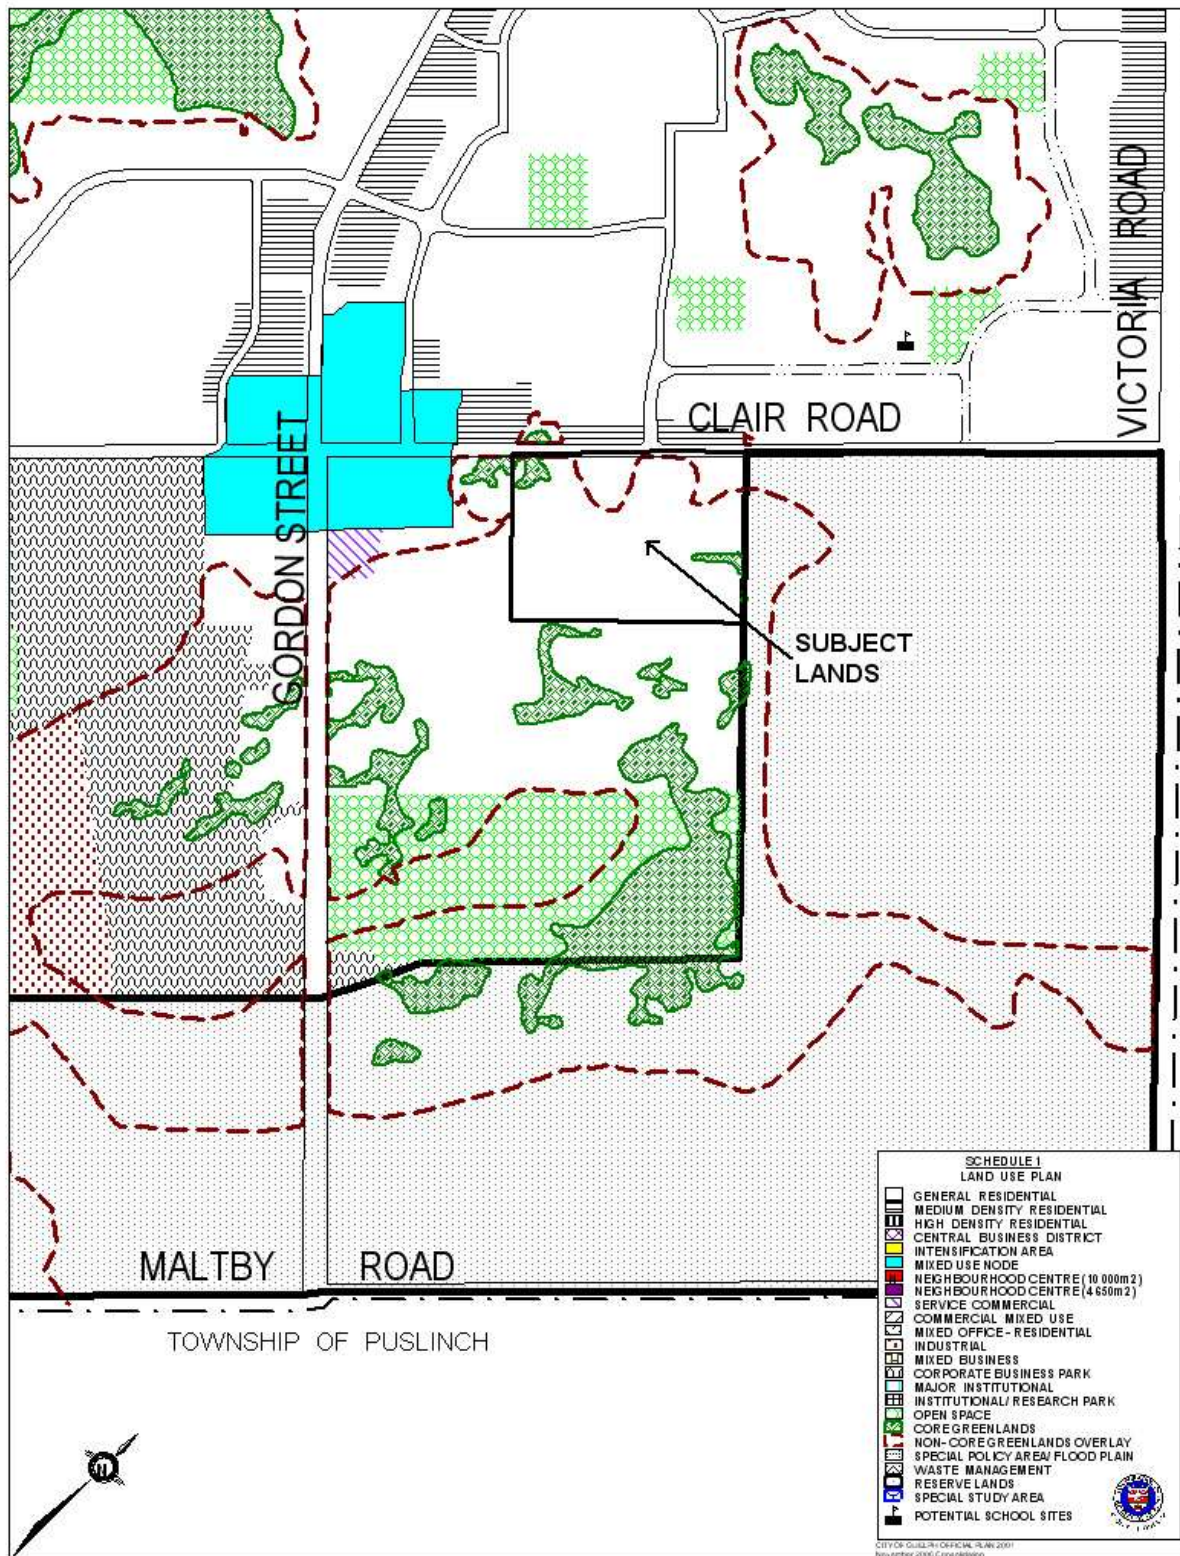 VICTORIA ROAD
CLAIR ROAD
GORDON STREET
SUBJECT
LANDS
MALTBY ROAD
TOWNSHIP OF PUSLINCH
N
SCHEDULE 1
LAND USE PLAN
GENERAL RESIDENTIAL
MEDIUM DENSITY RESIDENTIAL
HIGH DENSITY RESIDENTIAL
CENTRAL BUSINESS DISTRICT
INTENSIFICATION AREA
MIXED USE NODE
NEIGHBOURHOOD CENTRE (10 000m2)
NEIGHBOURHOOD CENTRE (4 650m2)
SERVICE COMMERCIAL
COMMERCIAL MIXED USE
MIXED OFFICE - RESIDENTIAL
INDUSTRIAL
MIXED BUSINESS
CORPORATE BUSINESS PARK
MAJOR INSTITUTIONAL
INSTITUTIONAL/ RESEARCH PARK
OPEN SPACE
CORE GREENLANDS
NON-CORE GREENLANDS OVERLAY
SPECIAL POLICY AREA/ FLOOD PLAIN
WASTE MANAGEMENT
RESERVE LANDS
SPECIAL STUDY AREA
POTENTIAL SCHOOL SITES
CITY OF GUELPH OFFICIAL PLAN 2001
November 2006 Consolidation